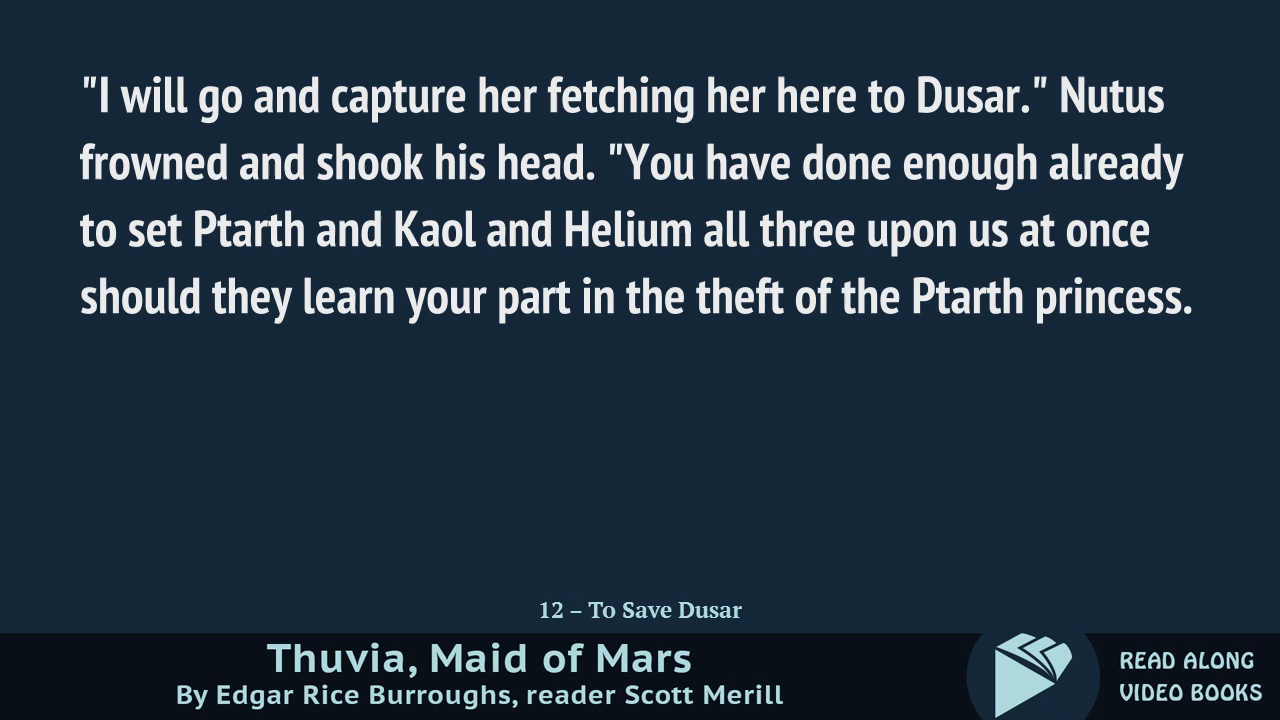 "I will go and capture her fetching her here to Dusar." Nutus
frowned and shook his head. "You have done enough already
to set Ptarth and Kaol and Helium all three upon us at once
should they learn your part in the theft of the Ptarth princess.
12 – To Save Dusar
Thuvia, Maid of Mars
By Edgar Rice Burroughs, reader Scott Merill
READ ALONG
VIDEO BOOKS